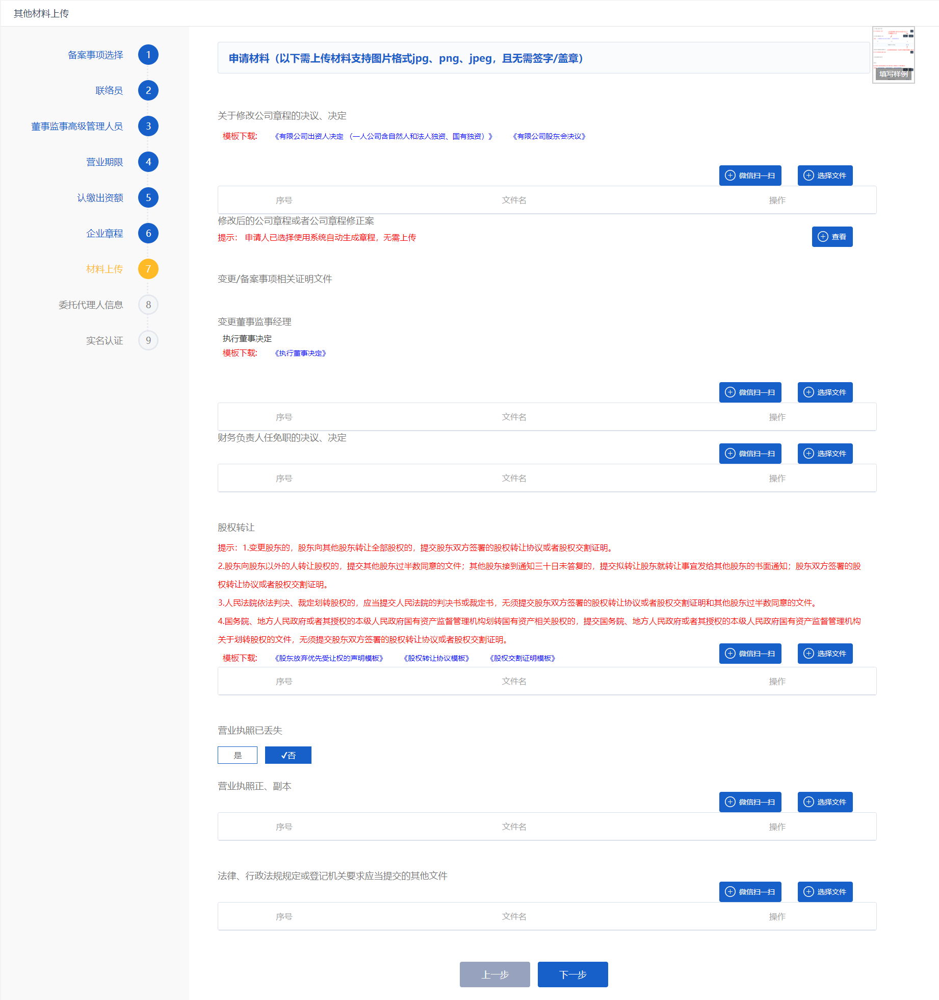 其他材料上传
备案事项选择 1
联络员 2
董事监事高级管理人员 3
营业期限 4
认缴出资额 5
企业章程 6
材料上传 7
委托代理人信息 8
实名认证 9
申请材料（以下需上传材料支持图片格式jpg、png、jpeg，且无需签字/盖章）
填写样例
关于修改公司章程的决议、决定
模板下载: 《有限公司出资人决定 （一人公司含自然人和法人独资、国有独资）》 《有限公司股东会决议》
微信扫一扫 选择文件
序号 文件名 操作
修改后的公司章程或者公司章程修正案
提示： 申请人已选择使用系统自动生成章程，无需上传
查看
变更/备案事项相关证明文件
变更董事监事经理
执行董事决定
模板下载: 《执行董事决定》
微信扫一扫 选择文件
序号 文件名 操作
财务负责人任免职的决议、决定
微信扫一扫 选择文件
序号 文件名 操作
股权转让
提示：1.变更股东的，股东向其他股东转让全部股权的，提交股东双方签署的股权转让协议或者股权交割证明。
2.股东向股东以外的人转让股权的，提交其他股东过半数同意的文件；其他股东接到通知三十日未答复的，提交拟转让股东就转让事宜发给其他股东的书面通知；股东双方签署的股
权转让协议或者股权交割证明。
3.人民法院依法判决、裁定划转股权的，应当提交人民法院的判决书或裁定书，无须提交股东双方签署的股权转让协议或者股权交割证明和其他股东过半数同意的文件。
4.国务院、地方人民政府或者其授权的本级人民政府国有资产监督管理机构划转国有资产相关股权的，提交国务院、地方人民政府或者其授权的本级人民政府国有资产监督管理机构
关于划转股权的文件，无须提交股东双方签署的股权转让协议或者股权交割证明。
模板下载: 《股东放弃优先受让权的声明模板》 《股权转让协议模板》 《股权交割证明模板》
微信扫一扫 选择文件
序号 文件名 操作
营业执照已丢失
是 ✓否
营业执照正、副本
微信扫一扫 选择文件
序号 文件名 操作
法律、行政法规规定或登记机关要求应当提交的其他文件
微信扫一扫 选择文件
序号 文件名 操作
上一步 下一步